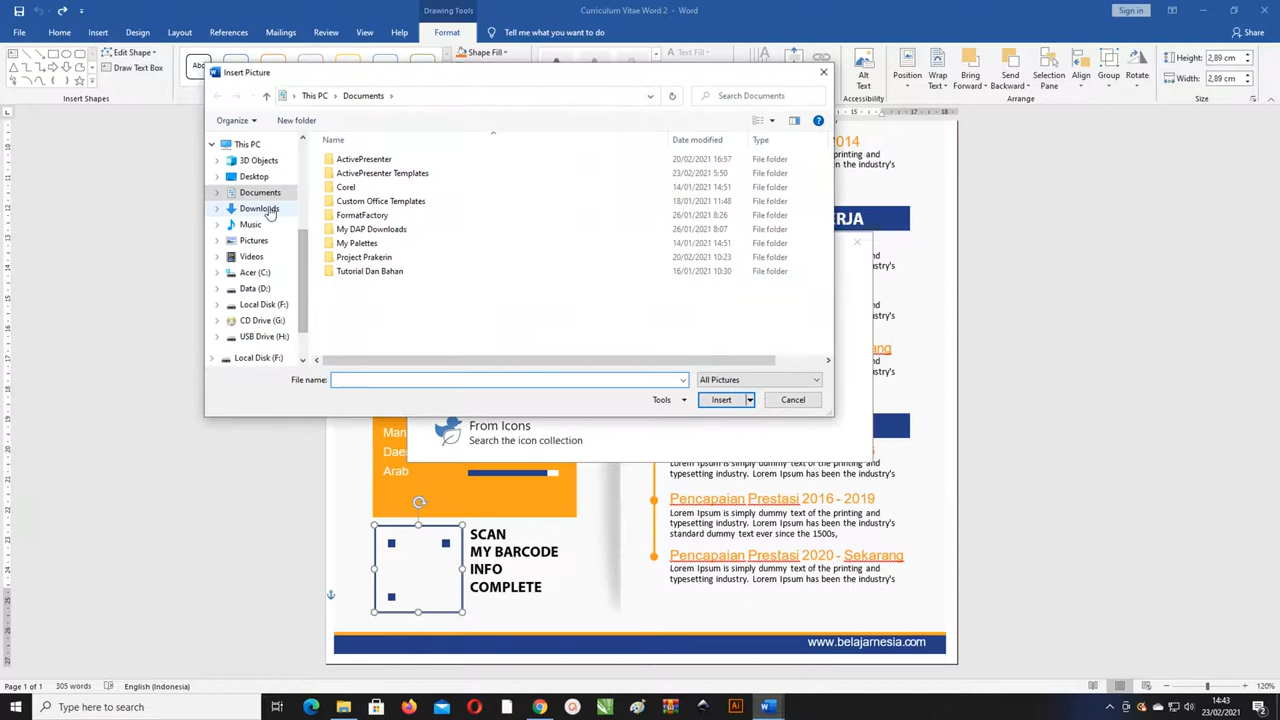 Drawing Tools
Curriculum Vitae Word.2 - Word
Sign in
File Home Insert Design Layout References Mailings Review View Help Format Tell me what you want to do Share
Edit Shape
Draw Text Box
Insert Shapes
Shape Fill
Text Fill
Alt Text
Accessibility
Position
Wrap Text
Bring Forward
Send Backward
Selection Pane
Align
Group
Rotate
Arrange
Height: 2,89 cm
Width: 2,89 cm
Size
Insert Picture
This PC Documents
Search Documents
Organize New folder
Name Date modified Type
This PC
3D Objects
Desktop
Documents
Downloads
Music
Pictures
Videos
Acer (C:)
Data (D:)
Local Disk (F:)
CD Drive (G:)
USB Drive (H:)
Local Disk (F:)
ActivePresenter 20/02/2021 16:57 File folder
ActivePresenter Templates 23/02/2021 5:50 File folder
Corel 14/01/2021 14:51 File folder
Custom Office Templates 18/01/2021 11:48 File folder
FormatFactory 26/01/2021 8:26 File folder
My DAP Downloads 26/01/2021 8:07 File folder
My Palettes 14/01/2021 14:51 File folder
Project Prakerin 22/02/2021 10:23 File folder
Tutorial Dan Bahan 16/01/2021 10:30 File folder
File name:
All Pictures
Tools Insert Cancel
From Icons
Search the icon collection
Arab
SCAN
MY BARCODE
INFO
COMPLETE
2014
typesetting industry. Lorem Ipsum has been the industry's
Pencapaian Prestasi 2016 - 2019
Lorem Ipsum is simply dummy text of the printing and
typesetting industry. Lorem Ipsum has been the industry's
standard dummy text ever since the 1500s,
Pencapaian Prestasi 2020 - Sekarang
Lorem Ipsum is simply dummy text of the printing and
typesetting industry. Lorem Ipsum has been the industry's
www.belajarnesia.com
Page 1 of 1 305 words English (Indonesia) 120%
Type here to search
14:43
23/02/2021